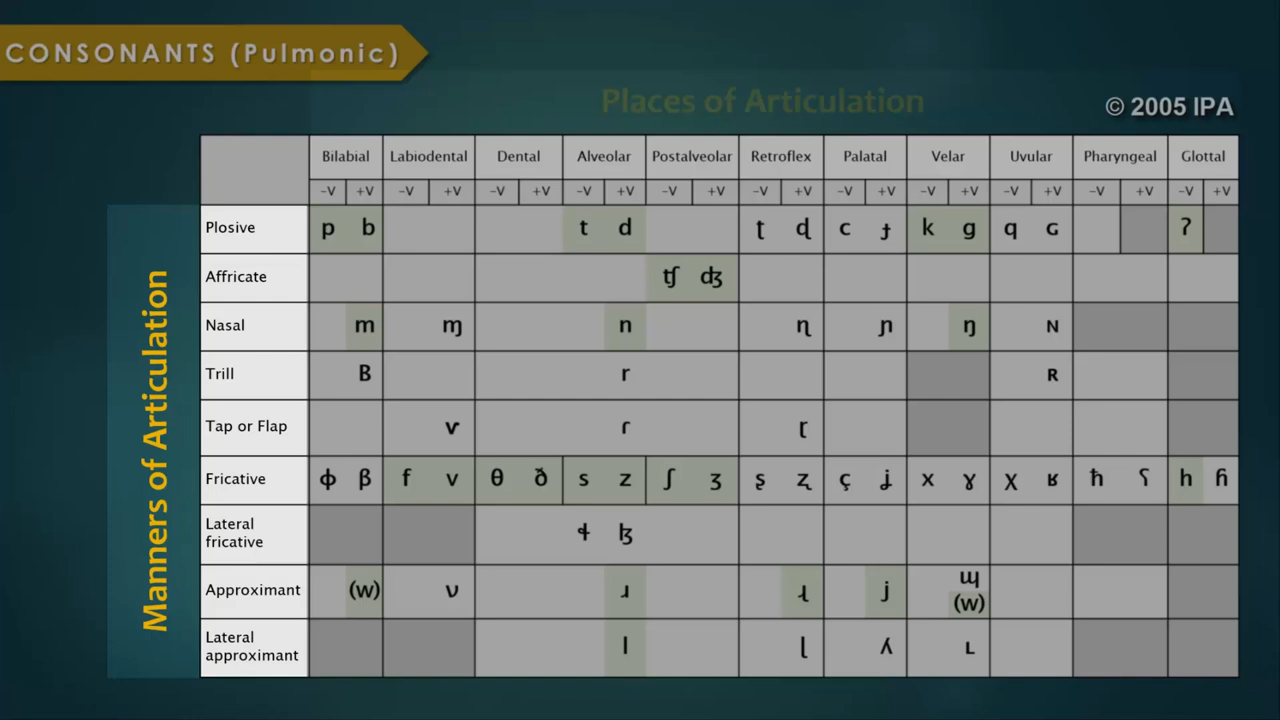 CONSONANTS (Pulmonic)
Places of Articulation
© 2005 IPA
Manners of Articulation
Bilabial Labiodental Dental Alveolar Postalveolar Retroflex Palatal Velar Uvular Pharyngeal Glottal
-V +V -V +V -V +V -V +V -V +V -V +V -V +V -V +V -V +V -V +V -V +V
Plosive p b t d ʈ ɖ c ɟ k g q ɢ ʔ
Affricate ʧ ʤ
Nasal m ɱ n ɳ ɲ ŋ ɴ
Trill ʙ r ʀ
Tap or Flap ⱱ ɾ ɽ
Fricative ɸ β f v θ ð s z ʃ ʒ ʂ ʐ ç ʝ x ɣ χ ʁ ħ ʕ h ɦ
Lateral
fricative ɬ ɮ
Approximant (w) ʋ ɹ ɻ j ɰ
(w)
Lateral
approximant l ɭ ʎ ʟ